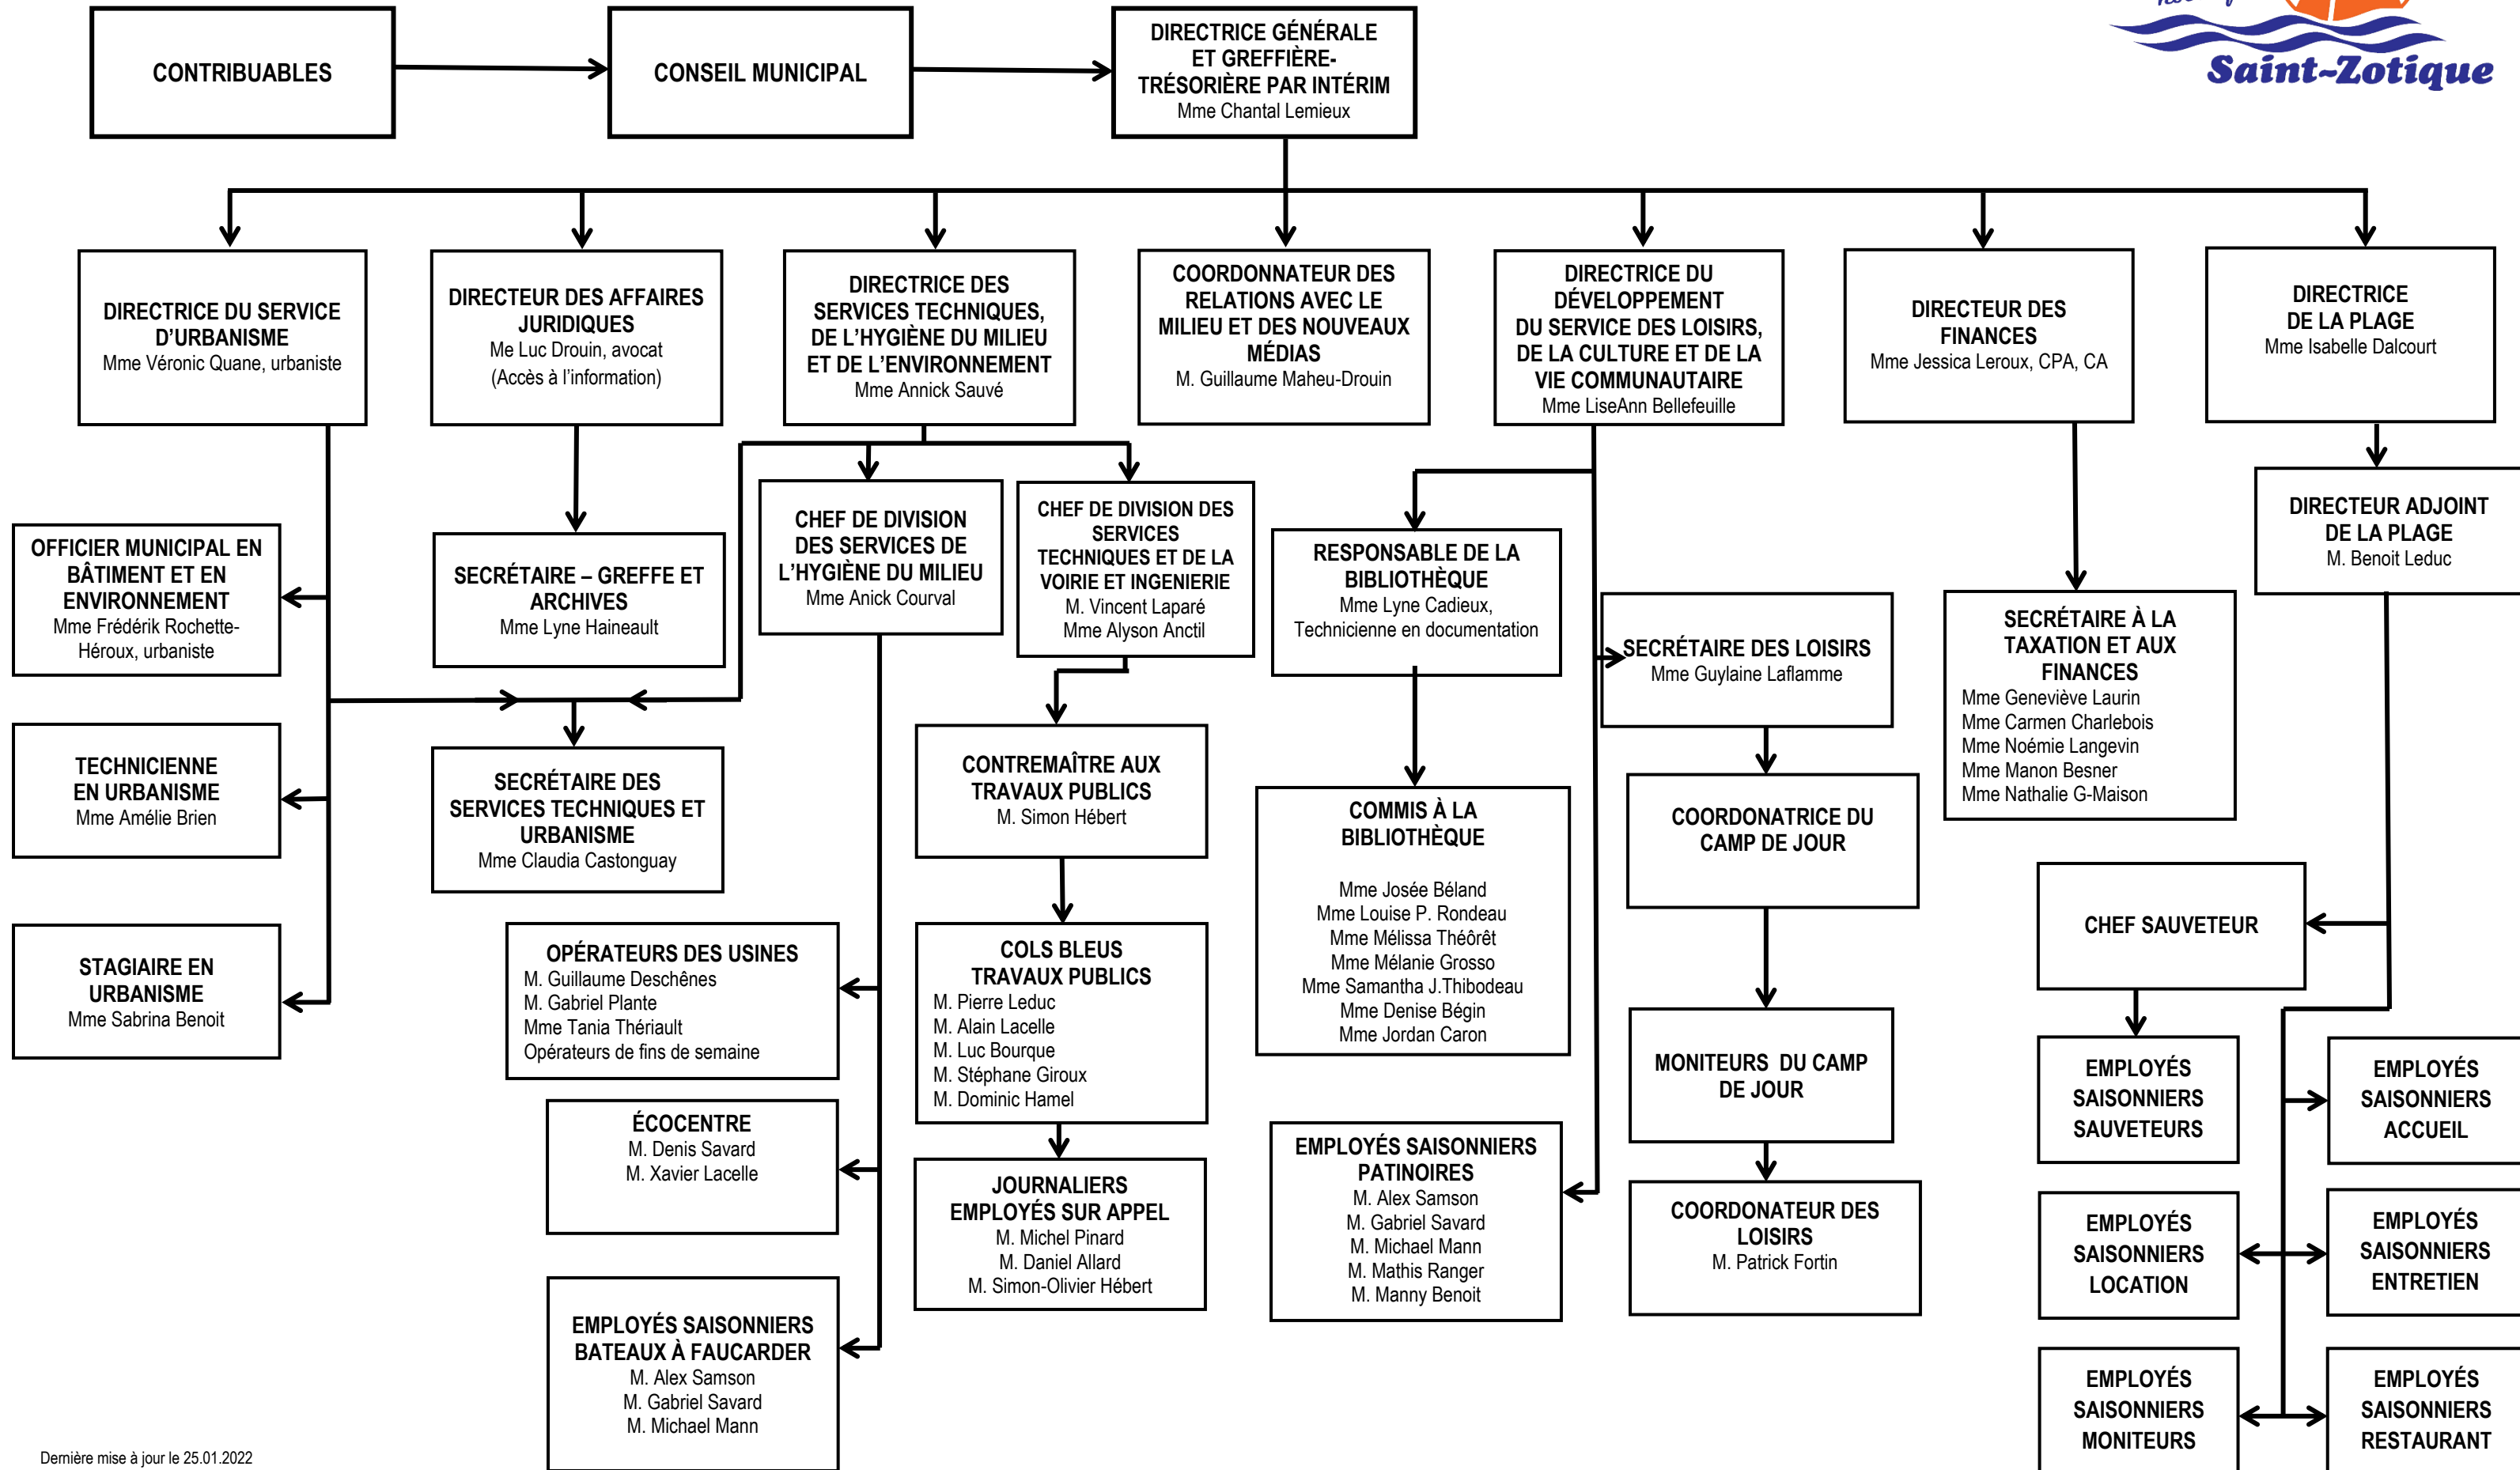 CONTRIBUABLES
CONSEIL MUNICIPAL
DIRECTRICE GÉNÉRALE
ET GREFFIÈRE-
TRÉSORIÈRE PAR INTÉRIM
Mme Chantal Lemieux
Saint~Zotique
DIRECTRICE DU SERVICE
D’URBANISME
Mme Véronic Quane, urbaniste
DIRECTEUR DES AFFAIRES
JURIDIQUES
Me Luc Drouin, avocat
(Accès à l’information)
DIRECTRICE DES
SERVICES TECHNIQUES,
DE L’HYGIÈNE DU MILIEU
ET DE L’ENVIRONNEMENT
Mme Annick Sauvé
COORDONNATEUR DES
RELATIONS AVEC LE
MILIEU ET DES NOUVEAUX
MÉDIAS
M. Guillaume Maheu-Drouin
DIRECTRICE DU
DÉVELOPPEMENT
DU SERVICE DES LOISIRS,
DE LA CULTURE ET DE LA
VIE COMMUNAUTAIRE
Mme LiseAnn Bellefeuille
DIRECTEUR DES
FINANCES
Mme Jessica Leroux, CPA, CA
DIRECTRICE
DE LA PLAGE
Mme Isabelle Dalcourt
OFFICIER MUNICIPAL EN
BÂTIMENT ET EN
ENVIRONNEMENT
Mme Frédérik Rochette-
Héroux, urbaniste
SECRÉTAIRE – GREFFE ET
ARCHIVES
Mme Lyne Haineault
CHEF DE DIVISION
DES SERVICES DE
L’HYGIÈNE DU MILIEU
Mme Anick Courval
CHEF DE DIVISION DES
SERVICES
TECHNIQUES ET DE LA
VOIRIE ET INGENIERIE
M. Vincent Laparé
Mme Alyson Anctil
RESPONSABLE DE LA
BIBLIOTHÈQUE
Mme Lyne Cadieux,
Technicienne en documentation
SECRÉTAIRE DES LOISIRS
Mme Guylaine Laflamme
SECRÉTAIRE À LA
TAXATION ET AUX
FINANCES
Mme Geneviève Laurin
Mme Carmen Charlebois
Mme Noémie Langevin
Mme Manon Besner
Mme Nathalie G-Maison
DIRECTEUR ADJOINT
DE LA PLAGE
M. Benoit Leduc
TECHNICIENNE
EN URBANISME
Mme Amélie Brien
SECRÉTAIRE DES
SERVICES TECHNIQUES ET
URBANISME
Mme Claudia Castonguay
CONTREMAÎTRE AUX
TRAVAUX PUBLICS
M. Simon Hébert
COMMIS À LA
BIBLIOTHÈQUE
Mme Josée Béland
Mme Louise P. Rondeau
Mme Mélissa Théôrêt
Mme Mélanie Grosso
Mme Samantha J.Thibodeau
Mme Denise Bégin
Mme Jordan Caron
COORDONATRICE DU
CAMP DE JOUR
CHEF SAUVETEUR
STAGIAIRE EN
URBANISME
Mme Sabrina Benoit
OPÉRATEURS DES USINES
M. Guillaume Deschênes
M. Gabriel Plante
Mme Tania Thériault
Opérateurs de fins de semaine
COLS BLEUS
TRAVAUX PUBLICS
M. Pierre Leduc
M. Alain Lacelle
M. Luc Bourque
M. Stéphane Giroux
M. Dominic Hamel
MONITEURS DU CAMP
DE JOUR
EMPLOYÉS
SAISONNIERS
SAUVETEURS
EMPLOYÉS
SAISONNIERS
ACCUEIL
ÉCOCENTRE
M. Denis Savard
M. Xavier Lacelle
JOURNALIERS
EMPLOYÉS SUR APPEL
M. Michel Pinard
M. Daniel Allard
M. Simon-Olivier Hébert
EMPLOYÉS SAISONNIERS
PATINOIRES
M. Alex Samson
M. Gabriel Savard
M. Michael Mann
M. Mathis Ranger
M. Manny Benoit
COORDONATEUR DES
LOISIRS
M. Patrick Fortin
EMPLOYÉS
SAISONNIERS
LOCATION
EMPLOYÉS
SAISONNIERS
ENTRETIEN
EMPLOYÉS SAISONNIERS
BATEAUX À FAUCARDER
M. Alex Samson
M. Gabriel Savard
M. Michael Mann
EMPLOYÉS
SAISONNIERS
MONITEURS
EMPLOYÉS
SAISONNIERS
RESTAURANT
Dernière mise à jour le 25.01.2022